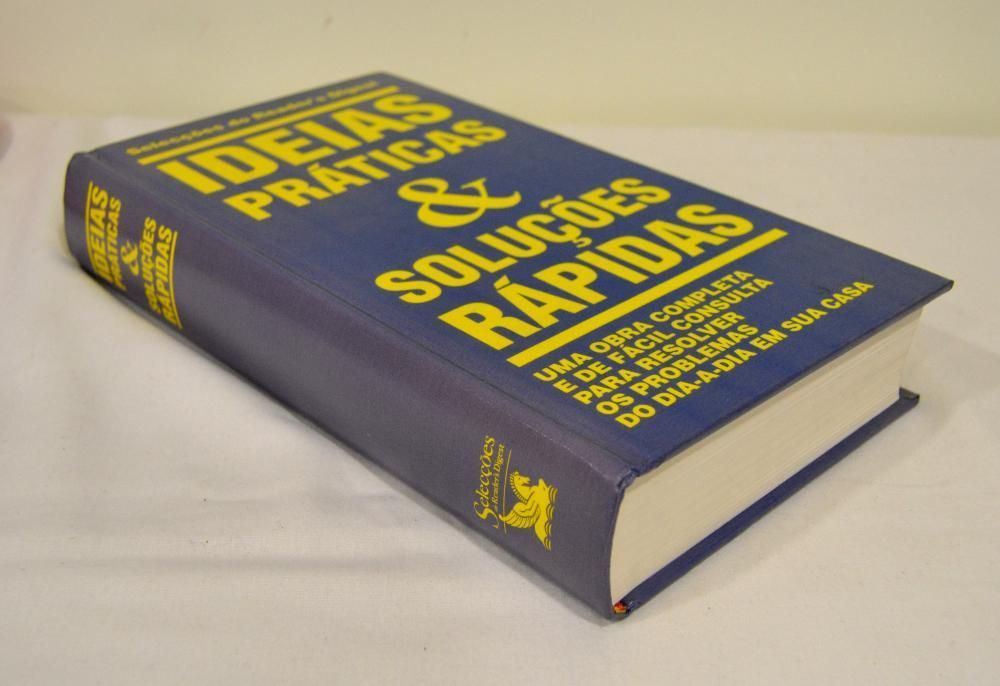 Selecções do Reader's Digest
IDEIAS
PRÁTICAS
&
SOLUÇÕES
RÁPIDAS
UMA OBRA COMPLETA
E DE FÁCIL CONSULTA
PARA RESOLVER
OS PROBLEMAS
DO DIA-A-DIA EM SUA CASA
IDEIAS
PRÁTICAS
&
SOLUÇÕES
RÁPIDAS
Selecções
do Reader's Digest